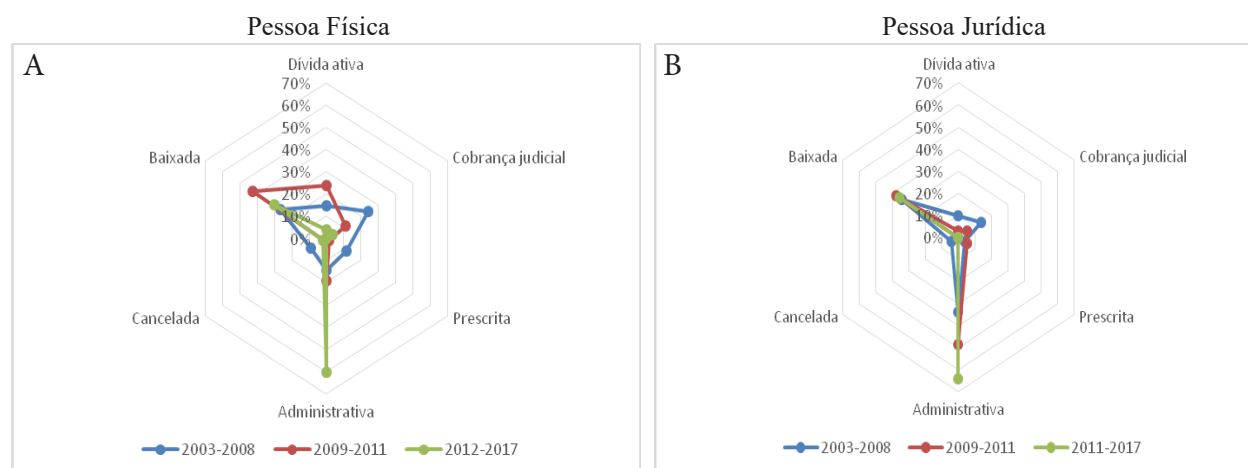 Pessoa Física
A
Dívida ativa
70%
60%
50%
40%
30%
20%
10%
0%
Baixada
Cobrança judicial
Cancelada
Prescrita
Administrativa
2003-2008 2009-2011 2012-2017
Pessoa Jurídica
B
Dívida ativa
70%
60%
50%
40%
30%
20%
10%
0%
Baixada
Cobrança judicial
Cancelada
Prescrita
Administrativa
2003-2008 2009-2011 2011-2017